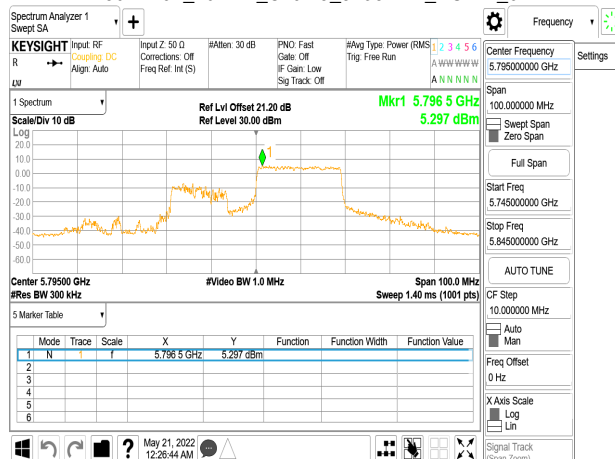 Spectrum Analyzer 1
Swept SA
+
Frequency
KEYSIGHT
R
Input: RF
Coupling: DC
Align: Auto
Input Z: 50 Ω
Corrections: Off
Freq Ref: Int (S)
#Atten: 30 dB
PNO: Fast
Gate: Off
IF Gain: Low
Sig Track: Off
#Avg Type: Power (RMS
Trig: Free Run
1 2 3 4 5 6
A W W W W W
A N N N N N
Center Frequency
5.795000000 GHz
Settings
Span
100.000000 MHz
Swept Span
Zero Span
Full Span
Start Freq
5.745000000 GHz
Stop Freq
5.845000000 GHz
AUTO TUNE
CF Step
10.000000 MHz
Auto
Man
Freq Offset
0 Hz
X Axis Scale
Log
Lin
Signal Track
(Span Zoom)
1 Spectrum
Scale/Div 10 dB
Ref Lvl Offset 21.20 dB
Ref Level 30.00 dBm
Mkr1 5.796 5 GHz
5.297 dBm
Log
20.0
10.0
0.00
-10.0
-20.0
-30.0
-40.0
-50.0
-60.0
1
Center 5.79500 GHz
#Res BW 300 kHz
#Video BW 1.0 MHz
Span 100.0 MHz
Sweep 1.40 ms (1001 pts)
5 Marker Table
Mode Trace Scale X Y Function Function Width Function Value
1 N 1 f 5.796 5 GHz 5.297 dBm
2
3
4
5
6
?
May 21, 2022
12:26:44 AM